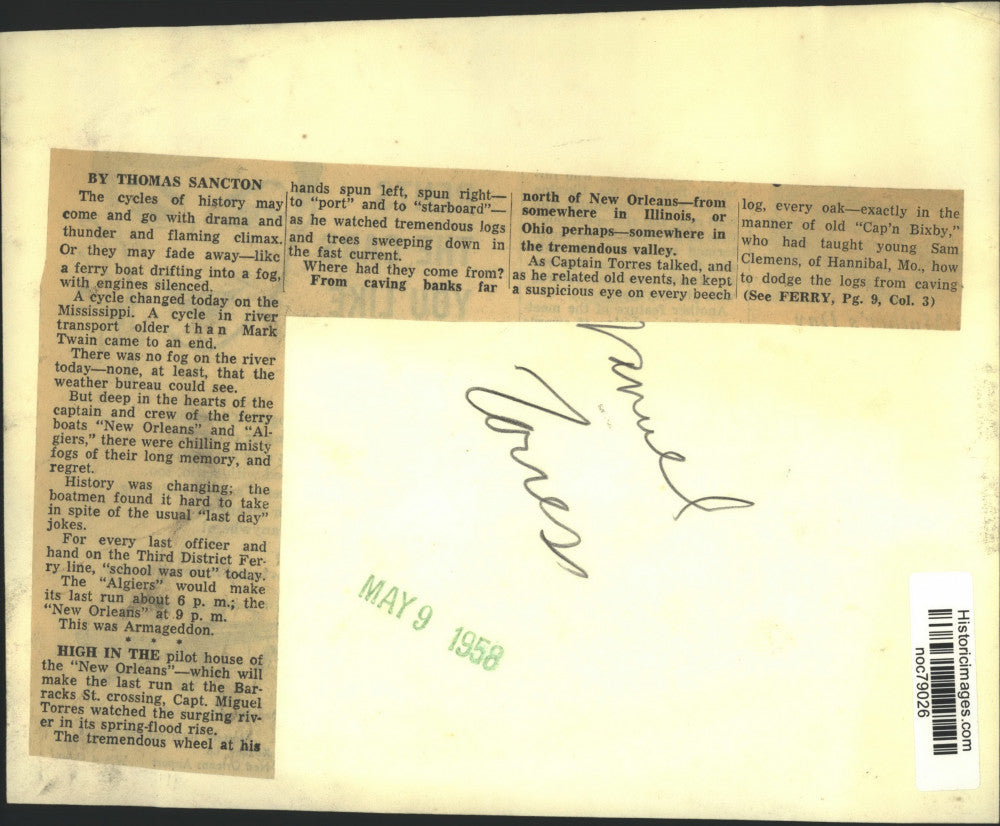 BY THOMAS SANCTON
The cycles of history may
come and go with drama and
thunder and flaming climax.
Or they may fade away—like
a ferry boat drifting into a fog,
with engines silenced.
A cycle changed today on the
Mississippi. A cycle in river
transport older than Mark
Twain came to an end.
There was no fog on the river
today—none, at least, that the
weather bureau could see.
But deep in the hearts of the
captain and crew of the ferry
boats "New Orleans" and "Al-
giers," there were chilling misty
fogs of their long memory, and
regret.
History was changing; the
boatmen found it hard to take
in spite of the usual "last day"
jokes.
For every last officer and
hand on the Third District Fer-
ry line, "school was out" today.
The "Algiers" would make
its last run about 6 p. m.; the
"New Orleans" at 9 p. m.
This was Armageddon.
* * *
HIGH IN THE pilot house of
the "New Orleans"—which will
make the last run at the Bar-
racks St. crossing, Capt. Miguel
Torres watched the surging riv-
er in its spring-flood rise.
The tremendous wheel at his
hands spun left, spun right—
to "port" and to "starboard"—
as he watched tremendous logs
and trees sweeping down in
the fast current.
Where had they come from?
From caving banks far
north of New Orleans—from
somewhere in Illinois, or
Ohio perhaps—somewhere in
the tremendous valley.
As Captain Torres talked, and
as he related old events, he kept
a suspicious eye on every beech
log, every oak—exactly in the
manner of old "Cap'n Bixby,"
who had taught young Sam
Clemens, of Hannibal, Mo., how
to dodge the logs from caving
(See FERRY, Pg. 9, Col. 3)
Torress
MAY 9 1958
Historicimages.com
noc79026